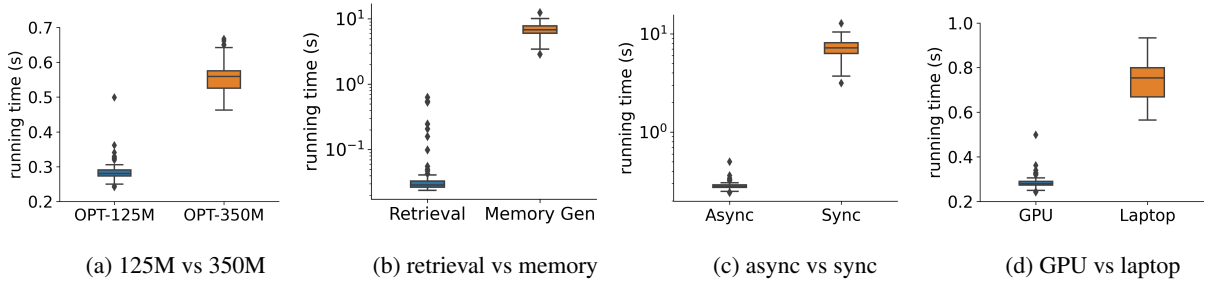 running time (s)
0.7
0.6
0.5
0.4
0.3
0.2
OPT-125M OPT-350M
(a) 125M vs 350M
running time (s)
10^1
10^0
10^-1
Retrieval Memory Gen
(b) retrieval vs memory
running time (s)
10^1
10^0
Async Sync
(c) async vs sync
running time (s)
1.0
0.8
0.6
0.4
0.2
GPU Laptop
(d) GPU vs laptop